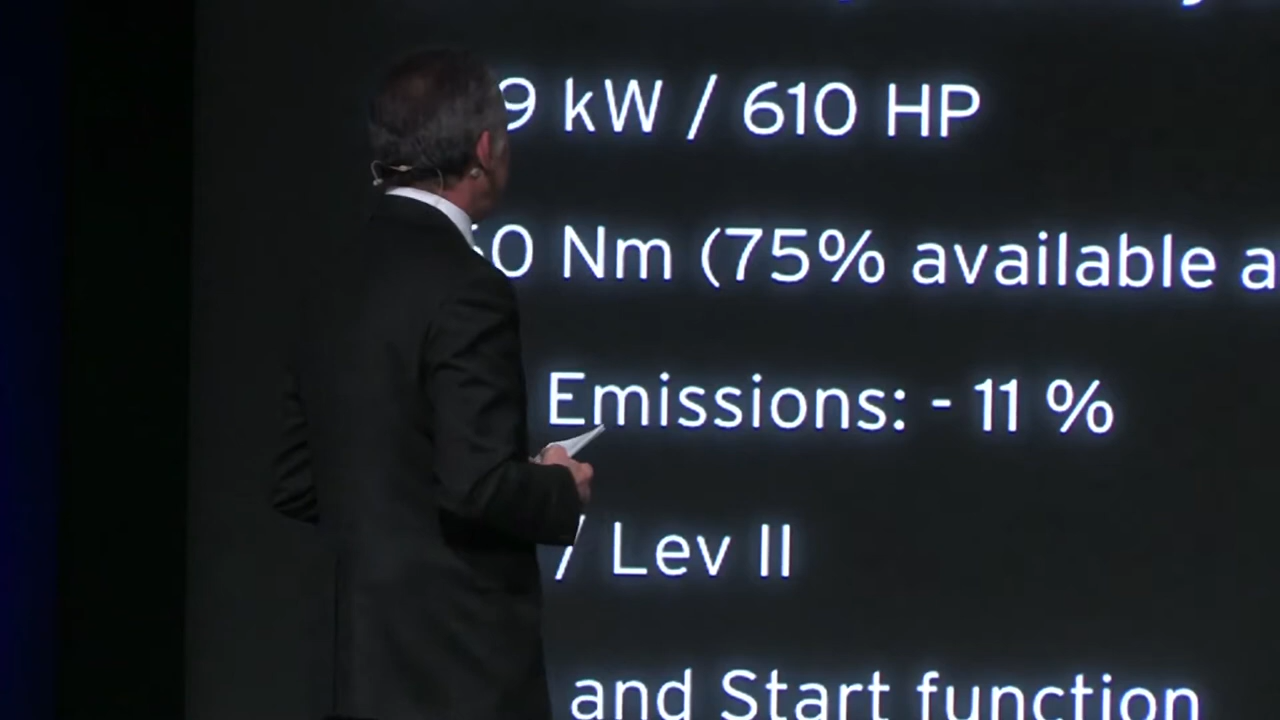 9 kW / 610 HP
0 Nm (75% available a
Emissions: - 11 %
/ Lev II
and Start function